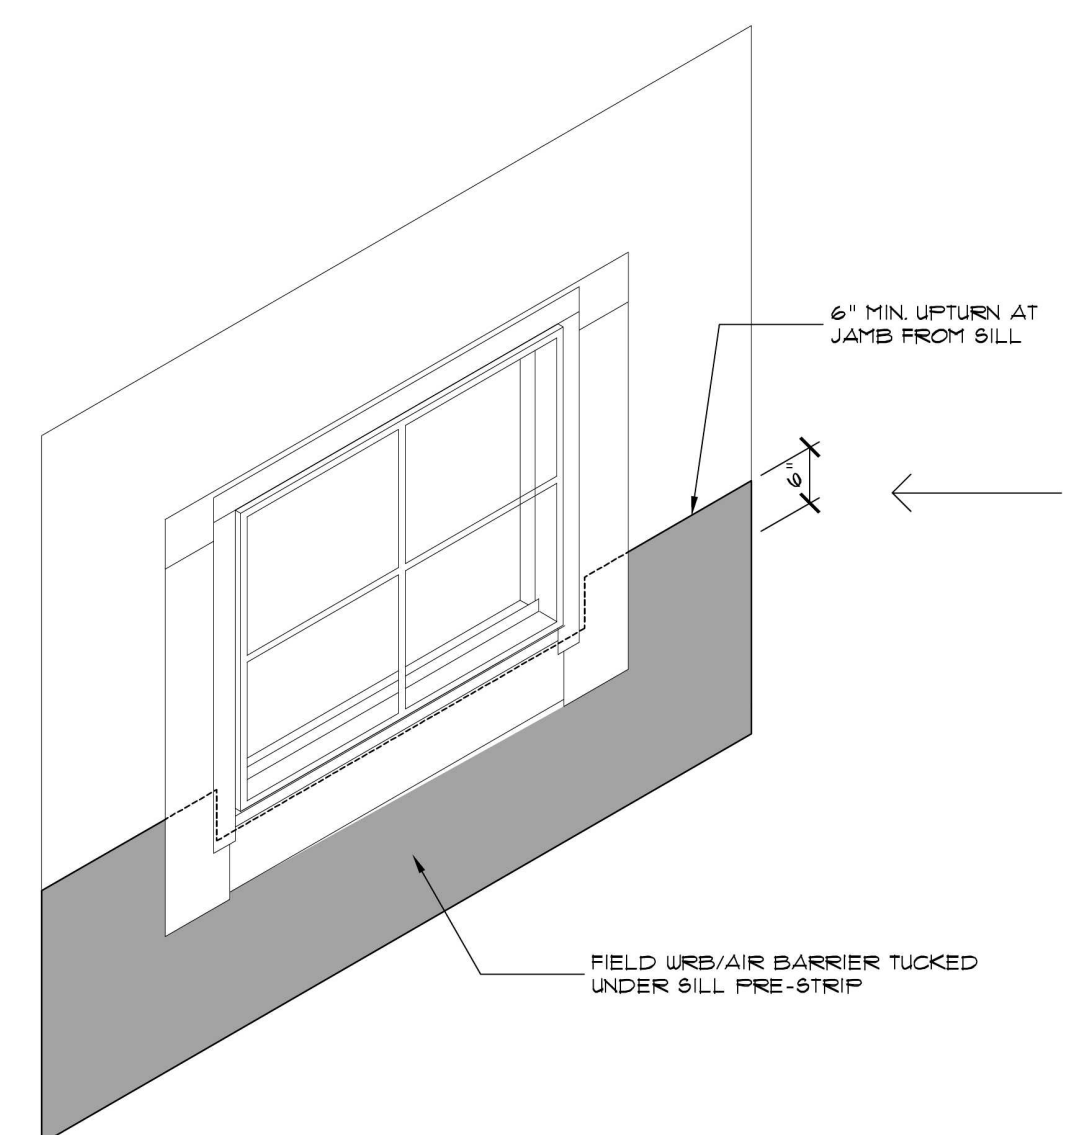 6" MIN. UPTURN AT
JAMB FROM SILL
6"
FIELD WRB/AIR BARRIER TUCKED
UNDER SILL PRE-STRIP